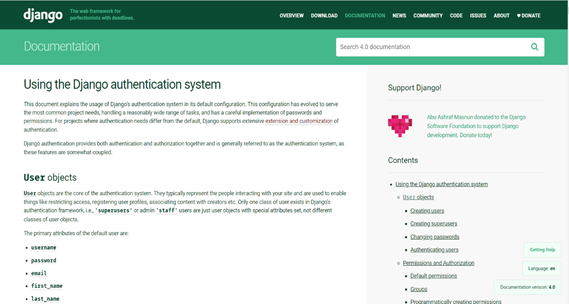 django
The web framework for
perfectionists with deadlines.
OVERVIEW DOWNLOAD DOCUMENTATION NEWS COMMUNITY CODE ISSUES ABOUT ♥ DONATE
Documentation
Search 4.0 documentation
Using the Django authentication system
This document explains the usage of Django's authentication system in its default configuration. This configuration has evolved to serve
the most common project needs, handling a reasonably wide range of tasks, and has a careful implementation of passwords and
permissions. For projects where authentication needs differ from the default, Django supports extensive extension and customization of
authentication.
Django authentication provides both authentication and authorization together and is generally referred to as the authentication system, as
these features are somewhat coupled.
User objects
User objects are the core of the authentication system. They typically represent the people interacting with your site and are used to enable
things like restricting access, registering user profiles, associating content with creators etc. Only one class of user exists in Django's
authentication framework, i.e., 'superusers' or admin 'staff' users are just user objects with special attributes set, not different
classes of user objects.
The primary attributes of the default user are:
• username
• password
• email
• first_name
• last_name
Support Django!
Abu Ashraf Masnun donated to the Django
Software Foundation to support Django
development. Donate today!
Contents
• Using the Django authentication system
○ User objects
▪ Creating users
▪ Creating superusers
▪ Changing passwords
▪ Authenticating users
○ Permissions and Authorization
▪ Default permissions
▪ Groups
▪ Programmatically creating permissions
Getting Help
Language: en
Documentation version: 4.0